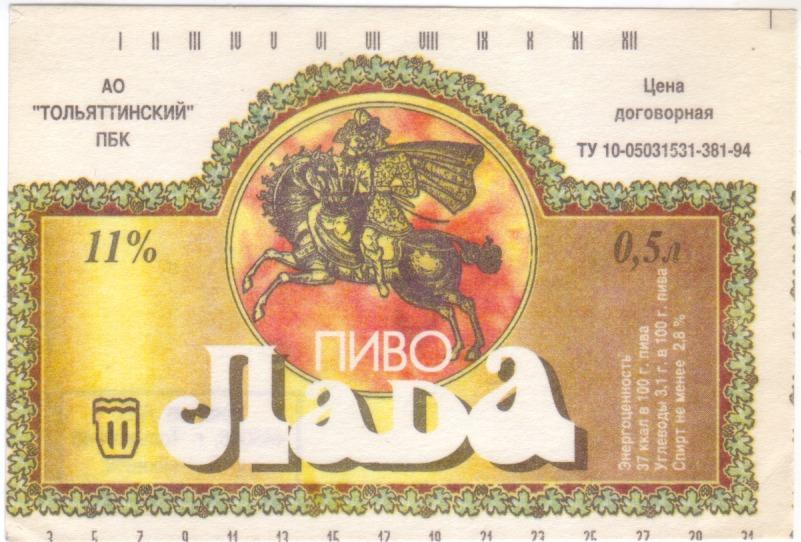 I II III IV V VI VII VIII IX X XI XII
АО
"ТОЛЬЯТТИНСКИЙ"
ПБК
Цена
договорная
ТУ 10-05031531-381-94
11%
0,5л
ПИВО
Лада
Энергоценность
37 ккал в 100 г. пива
Углеводы 3,1 г. в 100 г. пива
Спирт не менее 2.8 %
3 5 7 9 11 13 15 17 19 21 23 25 27 29 31